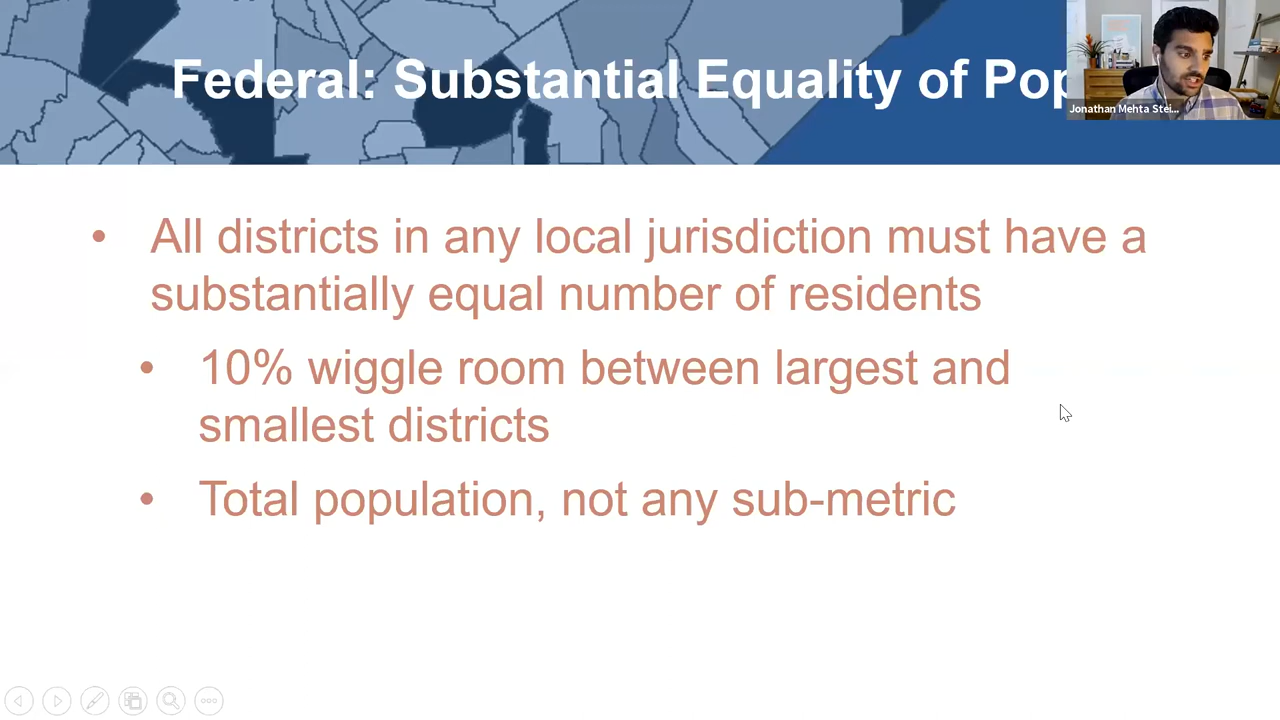 Federal: Substantial Equality of Pop
Jonathan Mehta Stei...
• All districts in any local jurisdiction must have a
substantially equal number of residents
• 10% wiggle room between largest and
smallest districts
• Total population, not any sub-metric